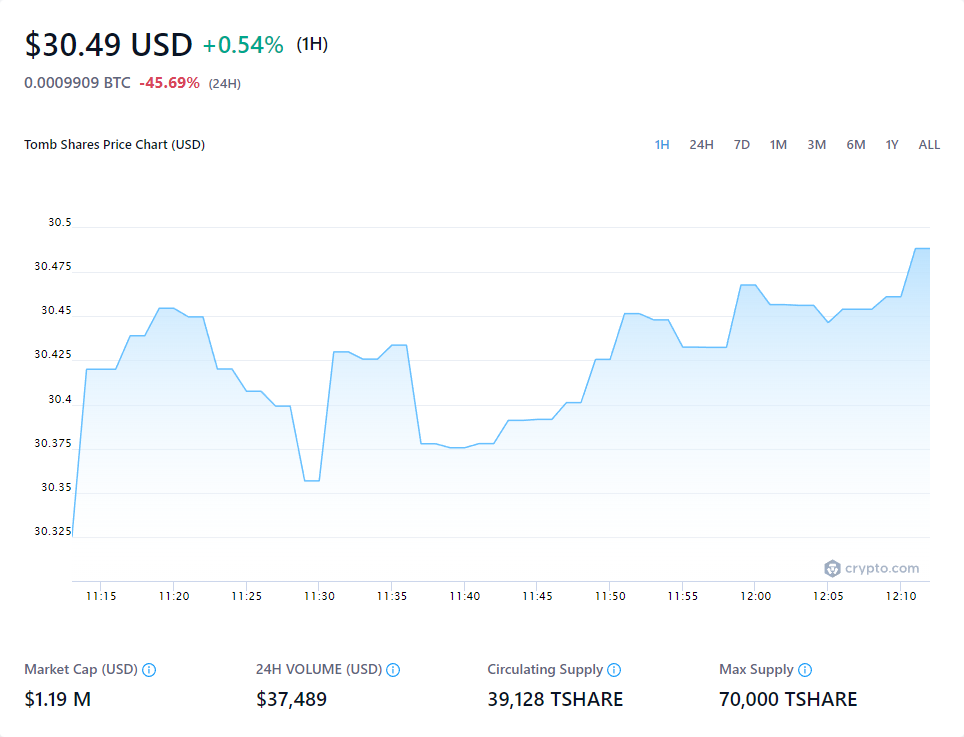 $30.49 USD +0.54% (1H)
0.0009909 BTC -45.69% (24H)
Tomb Shares Price Chart (USD)
1H 24H 7D 1M 3M 6M 1Y ALL
30.5
30.475
30.45
30.425
30.4
30.375
30.35
30.325
crypto.com
11:15 11:20 11:25 11:30 11:35 11:40 11:45 11:50 11:55 12:00 12:05 12:10
Market Cap (USD) 24H VOLUME (USD) Circulating Supply Max Supply
$1.19 M $37,489 39,128 TSHARE 70,000 TSHARE